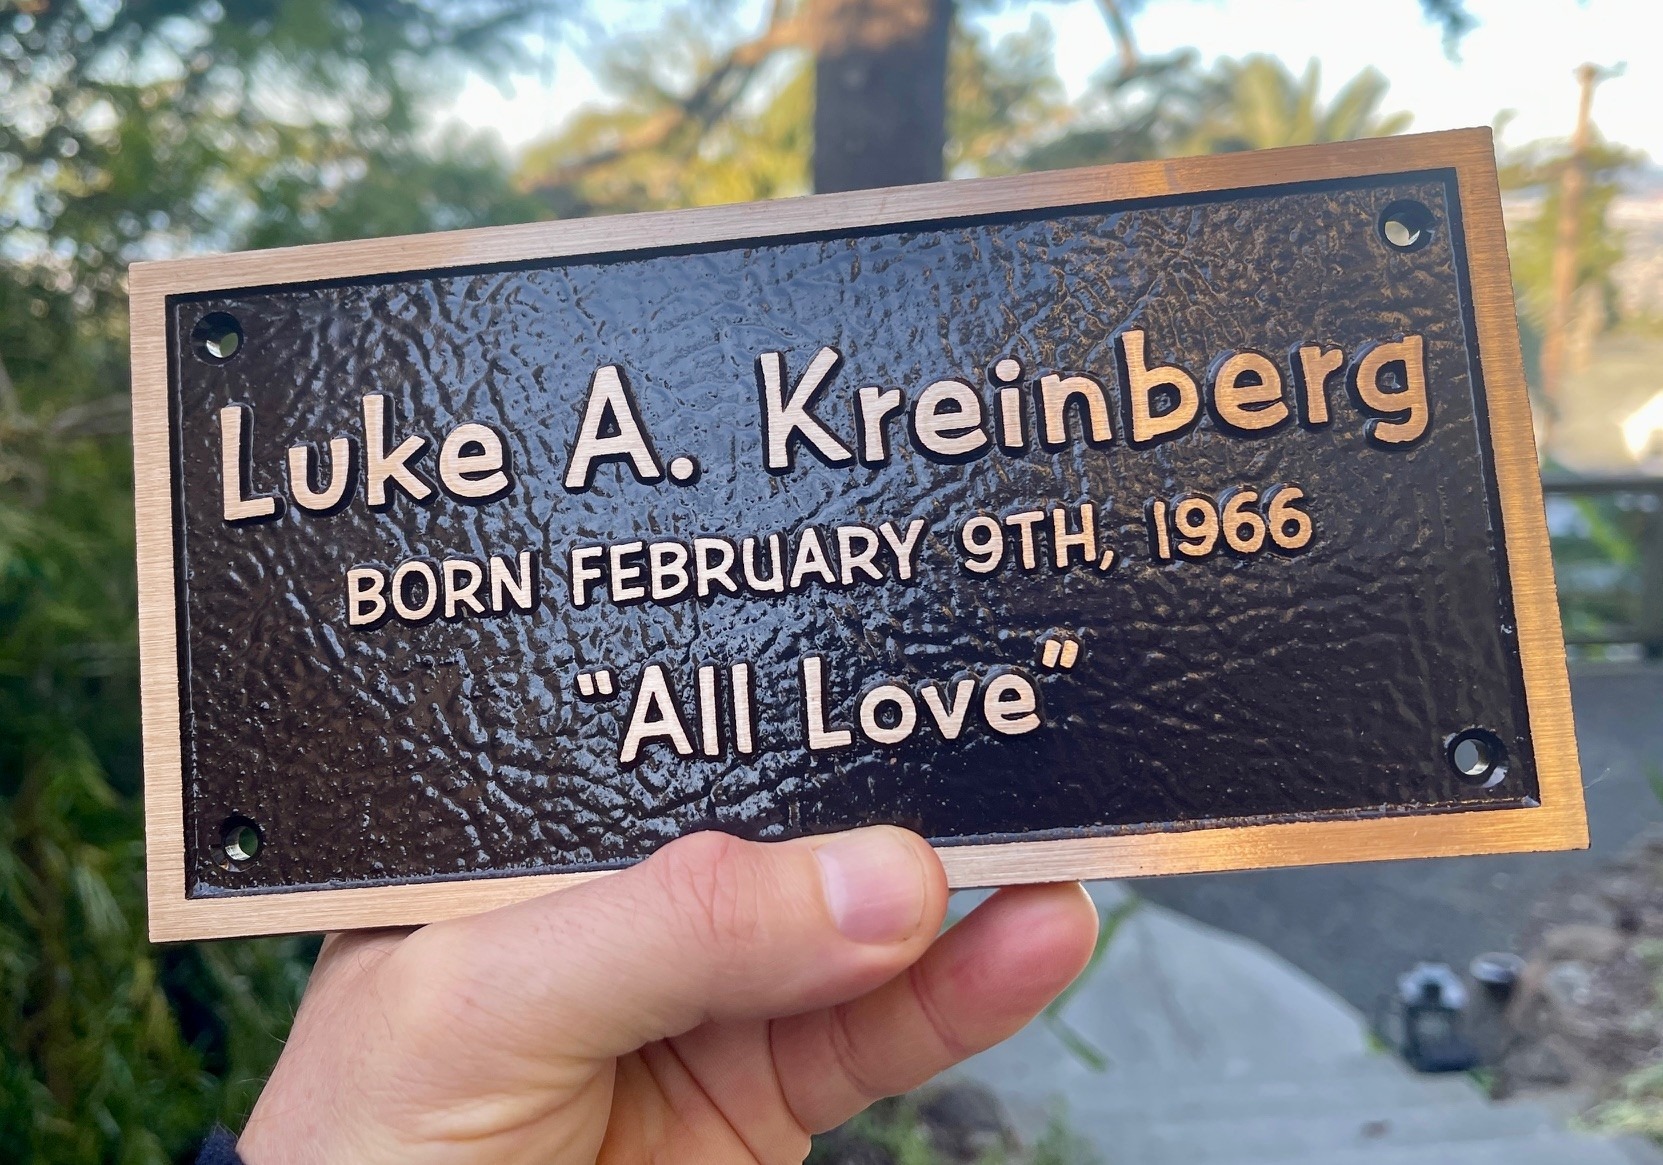 Luke A. Kreinberg
BORN FEBRUARY 9TH, 1966
“All Love”